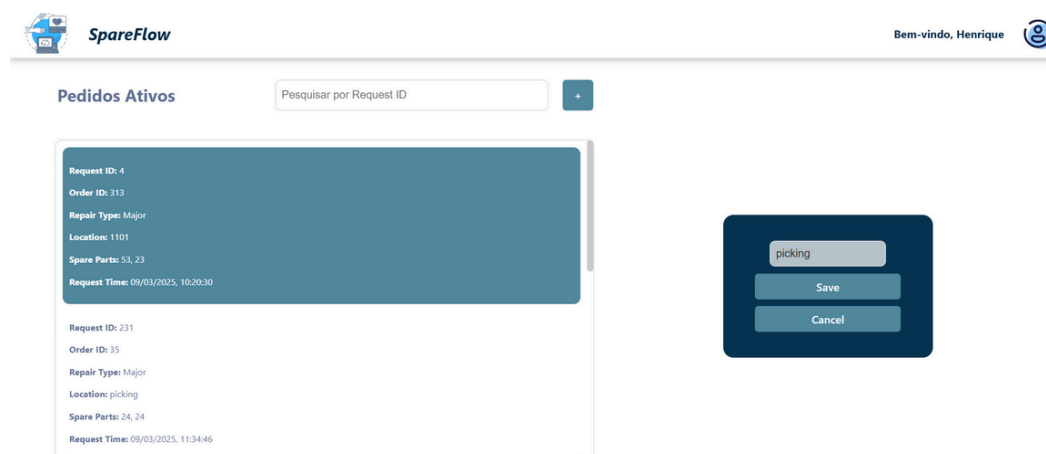 SpareFlow
Bem-vindo, Henrique
Pedidos Ativos
Pesquisar por Request ID
+
Request ID: 4
Order ID: 313
Repair Type: Major
Location: 1101
Spare Parts: 53, 23
Request Time: 09/03/2025, 10:20:30
Request ID: 231
Order ID: 35
Repair Type: Major
Location: picking
Spare Parts: 24, 24
Request Time: 09/03/2025, 11:34:46
picking
Save
Cancel